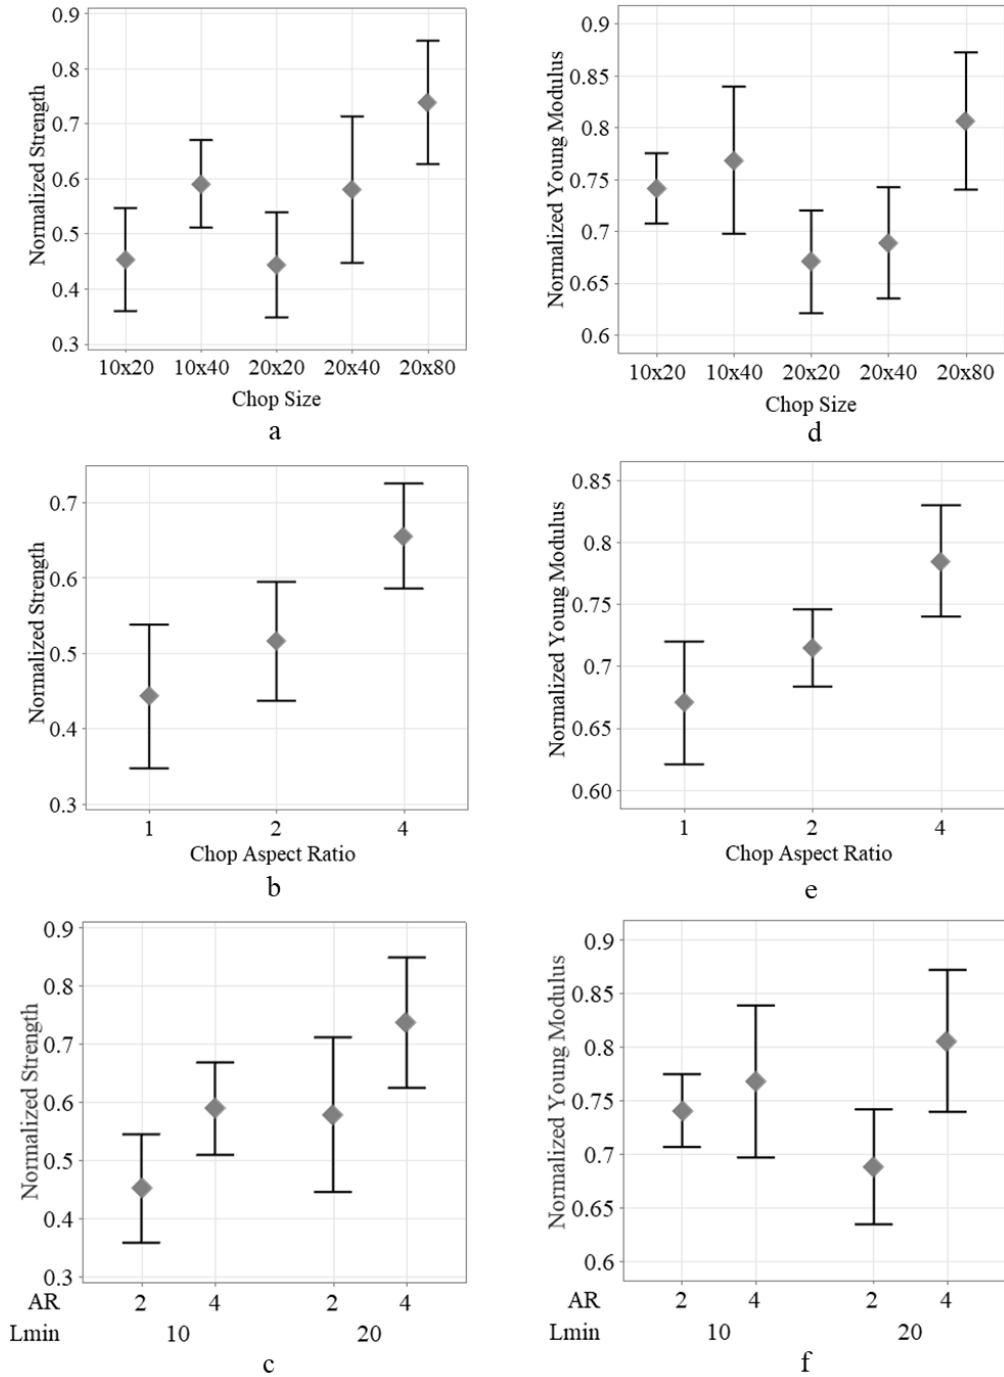 Normalized Strength
0.9
0.8
0.7
0.6
0.5
0.4
0.3
10x20 10x40 20x20 20x40 20x80
Chop Size
a
Normalized Young Modulus
0.9
0.85
0.8
0.75
0.7
0.65
0.6
10x20 10x40 20x20 20x40 20x80
Chop Size
d
Normalized Strength
0.7
0.6
0.5
0.4
0.3
1 2 4
Chop Aspect Ratio
b
Normalized Young Modulus
0.85
0.8
0.75
0.7
0.65
0.60
1 2 4
Chop Aspect Ratio
e
Normalized Strength
0.9
0.8
0.7
0.6
0.5
0.4
0.3
AR 2 4 2 4
Lmin 10 20
c
Normalized Young Modulus
0.9
0.85
0.8
0.75
0.7
0.65
0.6
AR 2 4 2 4
Lmin 10 20
f